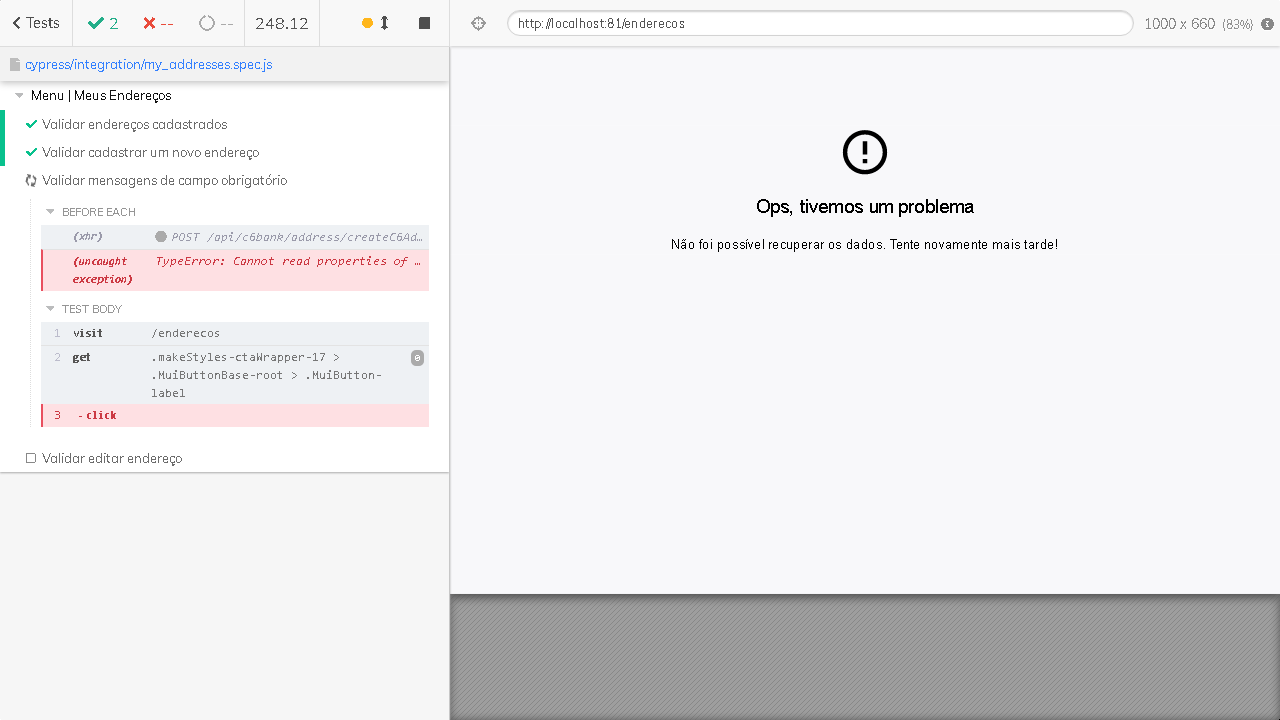 Tests
2
--
--
248.12
http://localhost:81/enderecos
1000 x 660 (83%)
cypress/integration/my_addresses.spec.js
Menu | Meus Endereços
Validar endereços cadastrados
Validar cadastrar um novo endereço
Validar mensagens de campo obrigatório
BEFORE EACH
(xhr) POST /api/c6bank/address/createC6Ad…
(uncaught TypeError: Cannot read properties of …
exception)
TEST BODY
1 visit /enderecos
2 get .makeStyles-ctaWrapper-17 > 0
.MuiButtonBase-root > .MuiButton-
label
3 - click
Validar editar endereço
Ops, tivemos um problema
Não foi possível recuperar os dados. Tente novamente mais tarde!